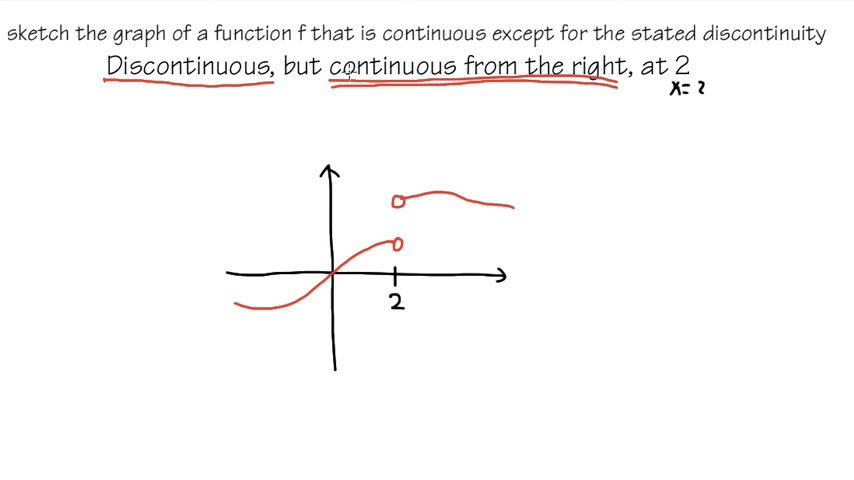 sketch the graph of a function f that is continuous except for the stated discontinuity
Discontinuous, but continuous from the right, at 2
x = 2
2